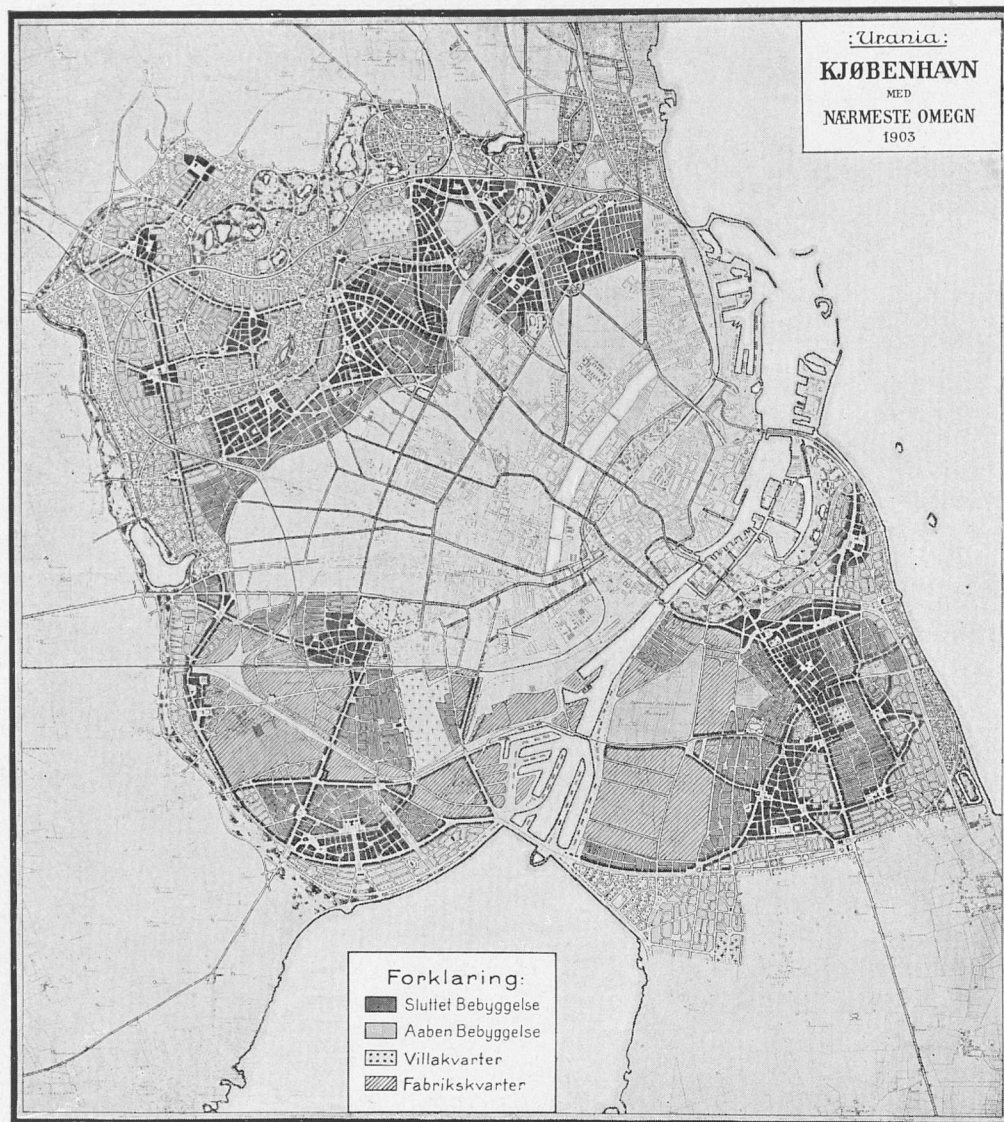 :Urania:
KJØBENHAVN
MED
NÆRMESTE OMEGN
1903
Forklaring:
Sluttet Bebyggelse
Aaben Bebyggelse
Villakvarter
Fabrikskvarter